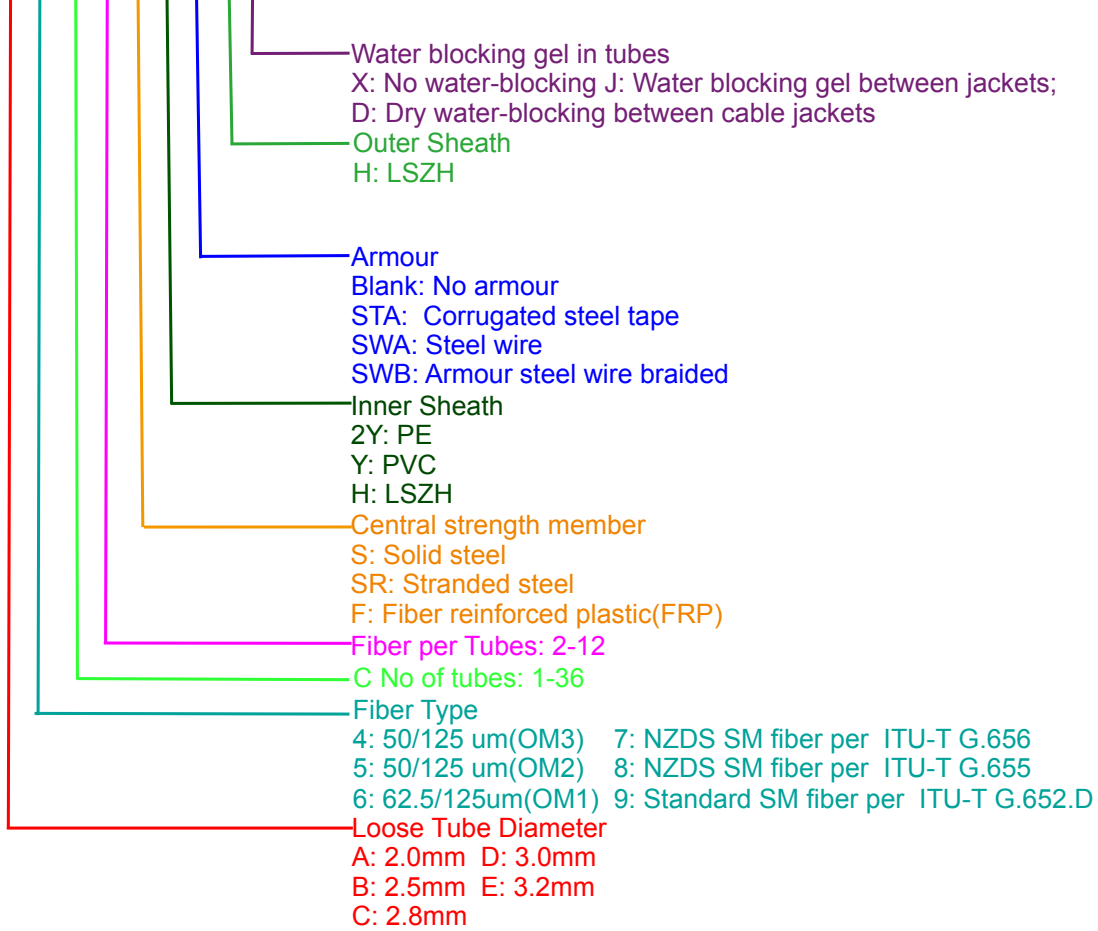 Water blocking gel in tubes
X: No water-blocking J: Water blocking gel between jackets;
D: Dry water-blocking between cable jackets
Outer Sheath
H: LSZH
Armour
Blank: No armour
STA:  Corrugated steel tape
SWA: Steel wire
SWB: Armour steel wire braided
Inner Sheath
2Y: PE
Y: PVC
H: LSZH
Central strength member
S: Solid steel
SR: Stranded steel
F: Fiber reinforced plastic(FRP)
Fiber per Tubes: 2-12
C No of tubes: 1-36
Fiber Type
4: 50/125 um(OM3) 7: NZDS SM fiber per  ITU-T G.656
5: 50/125 um(OM2) 8: NZDS SM fiber per  ITU-T G.655
6: 62.5/125um(OM1) 9: Standard SM fiber per  ITU-T G.652.D
Loose Tube Diameter
A: 2.0mm  D: 3.0mm
B: 2.5mm  E: 3.2mm
C: 2.8mm